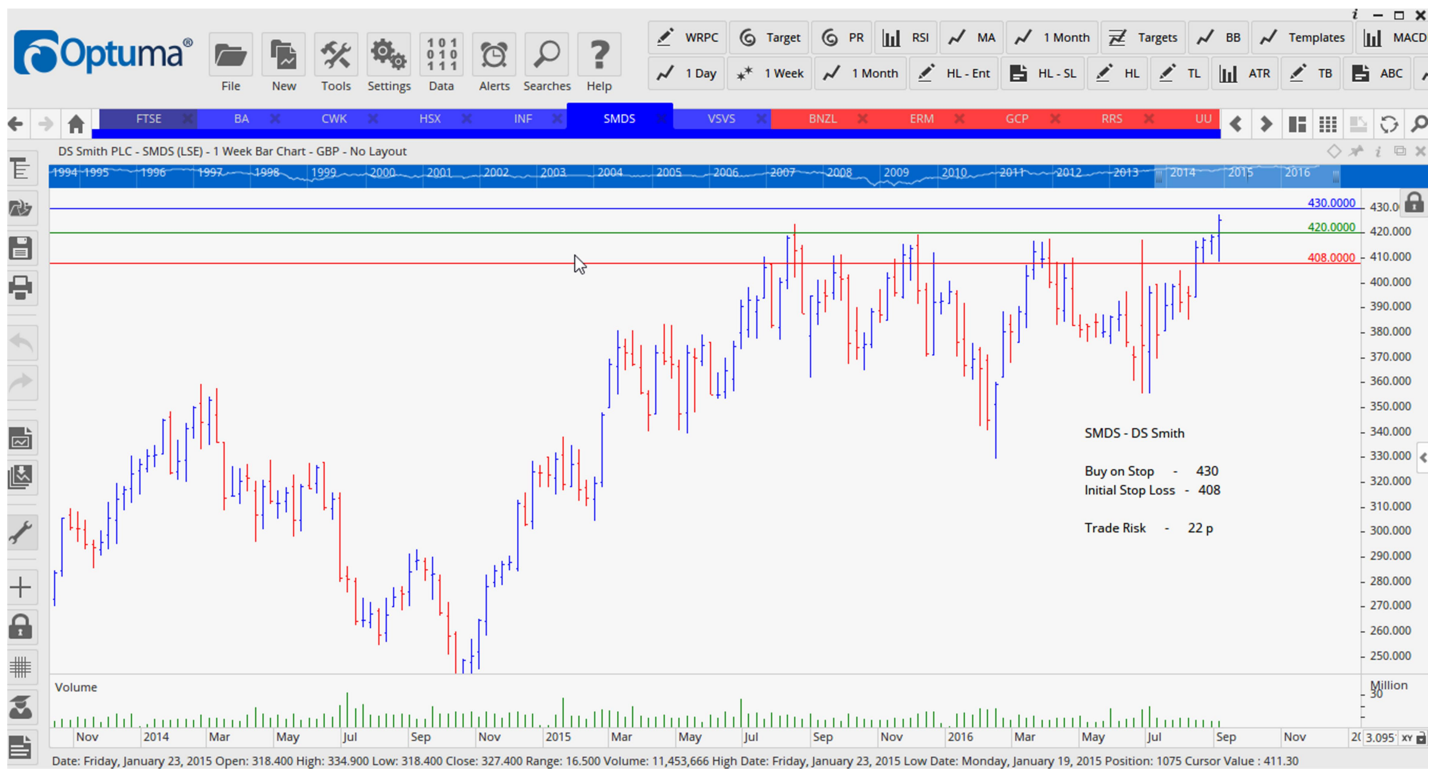 Optuma®
File
New
Tools
Settings
Data
Alerts
Searches
Help
WRPC Target PR RSI MA 1 Month Targets BB Templates MACD
1 Day 1 Week 1 Month HL - Ent HL - SL HL TL ATR TB ABC
FTSE BA CWK HSX INF SMDS VSVS BNZL ERM GCP RRS UU
DS Smith PLC - SMDS (LSE) - 1 Week Bar Chart - GBP - No Layout
1994 1995 1996 1997 1998 1999 2000 2001 2002 2003 2004 2005 2006 2007 2008 2009 2010 2011 2012 2013 2014 2015 2016
430.0000 430.0
420.0000 420.000
408.0000 410.000
400.000
390.000
380.000
370.000
360.000
350.000
340.000
330.000
320.000
310.000
300.000
290.000
280.000
270.000
260.000
250.000
SMDS - DS Smith
Buy on Stop - 430
Initial Stop Loss - 408
Trade Risk - 22 p
Volume
Million
30
Nov 2014 Mar May Jul Sep Nov 2015 Mar May Jul Sep Nov 2016 Mar May Jul Sep Nov 3.095 XY
Date: Friday, January 23, 2015 Open: 318.400 High: 334.900 Low: 318.400 Close: 327.400 Range: 16.500 Volume: 11,453,666 High Date: Friday, January 23, 2015 Low Date: Monday, January 19, 2015 Position: 1075 Cursor Value : 411.30